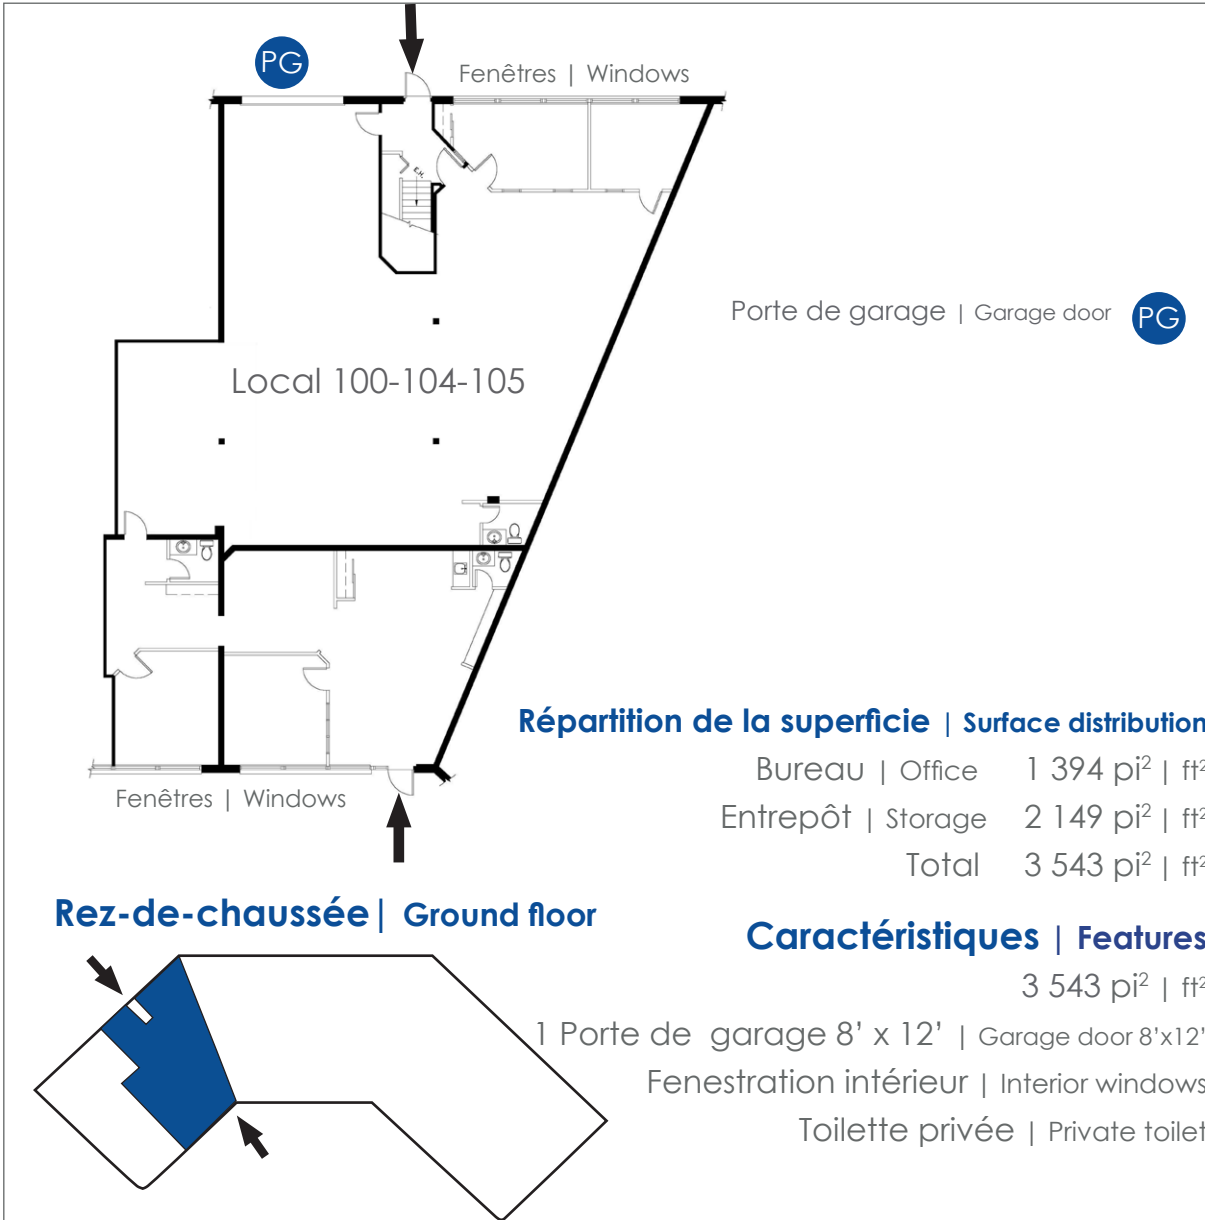 PG
Fenêtres | Windows
E.H.
Porte de garage | Garage door PG
Local 100-104-105
Répartition de la superficie | Surface distribution
Bureau | Office 1 394 pi² | ft²
Entrepôt | Storage 2 149 pi² | ft²
Total 3 543 pi² | ft²
Fenêtres | Windows
Rez-de-chaussée| Ground floor
Caractéristiques | Features
3 543 pi² | ft²
1 Porte de garage 8’ x 12’ | Garage door 8’x12’
Fenestration intérieur | Interior windows
Toilette privée | Private toilet